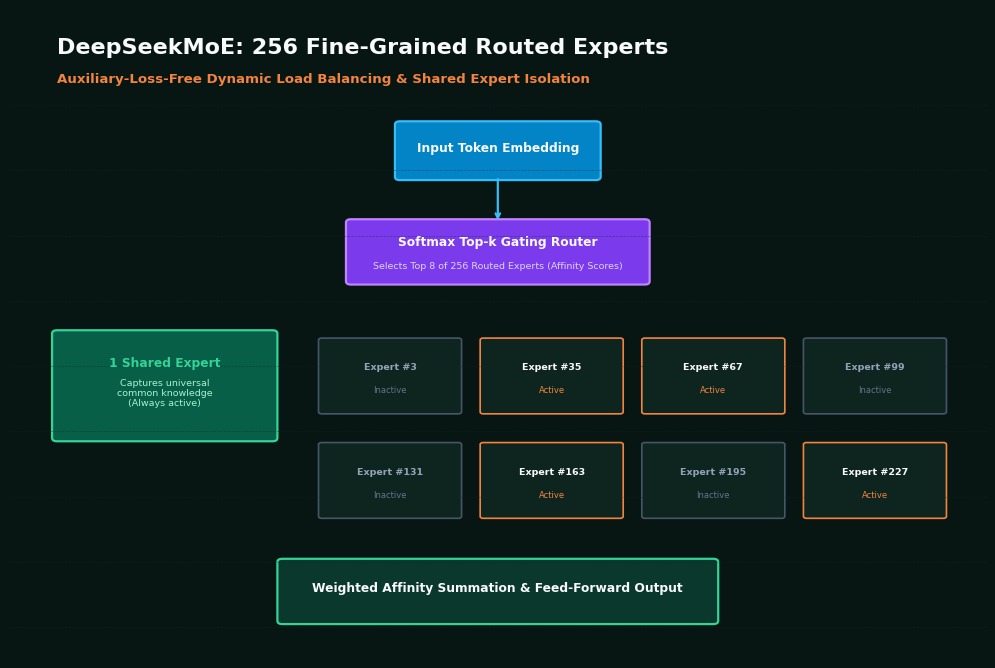 DeepSeekMoE: 256 Fine-Grained Routed Experts
Auxiliary-Loss-Free Dynamic Load Balancing & Shared Expert Isolation
Input Token Embedding
Softmax Top-k Gating Router
Selects Top 8 of 256 Routed Experts (Affinity Scores)
1 Shared Expert
Captures universal
common knowledge
(Always active)
Expert #3
Inactive
Expert #35
Active
Expert #67
Active
Expert #99
Inactive
Expert #131
Inactive
Expert #163
Active
Expert #195
Inactive
Expert #227
Active
Weighted Affinity Summation & Feed-Forward Output